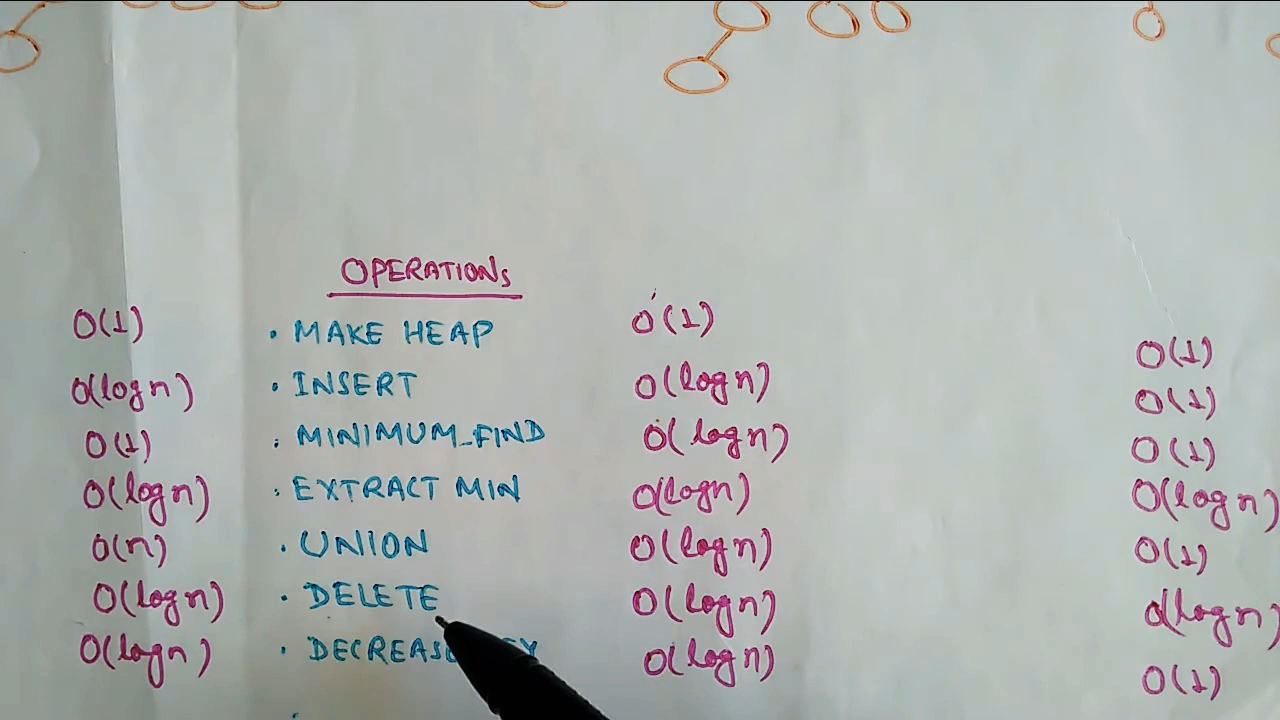 OPERATIONS
O(1) . MAKE HEAP O(1) O(1)
O(log n) . INSERT O(log n) O(1)
O(1) . MINIMUM_FIND O(log n) O(1)
O(log n) . EXTRACT MIN O(log n) O(log n)
O(n) . UNION O(log n) O(1)
O(log n) . DELETE O(log n) O(log n)
O(log n) . DECREASE O(log n) O(1)